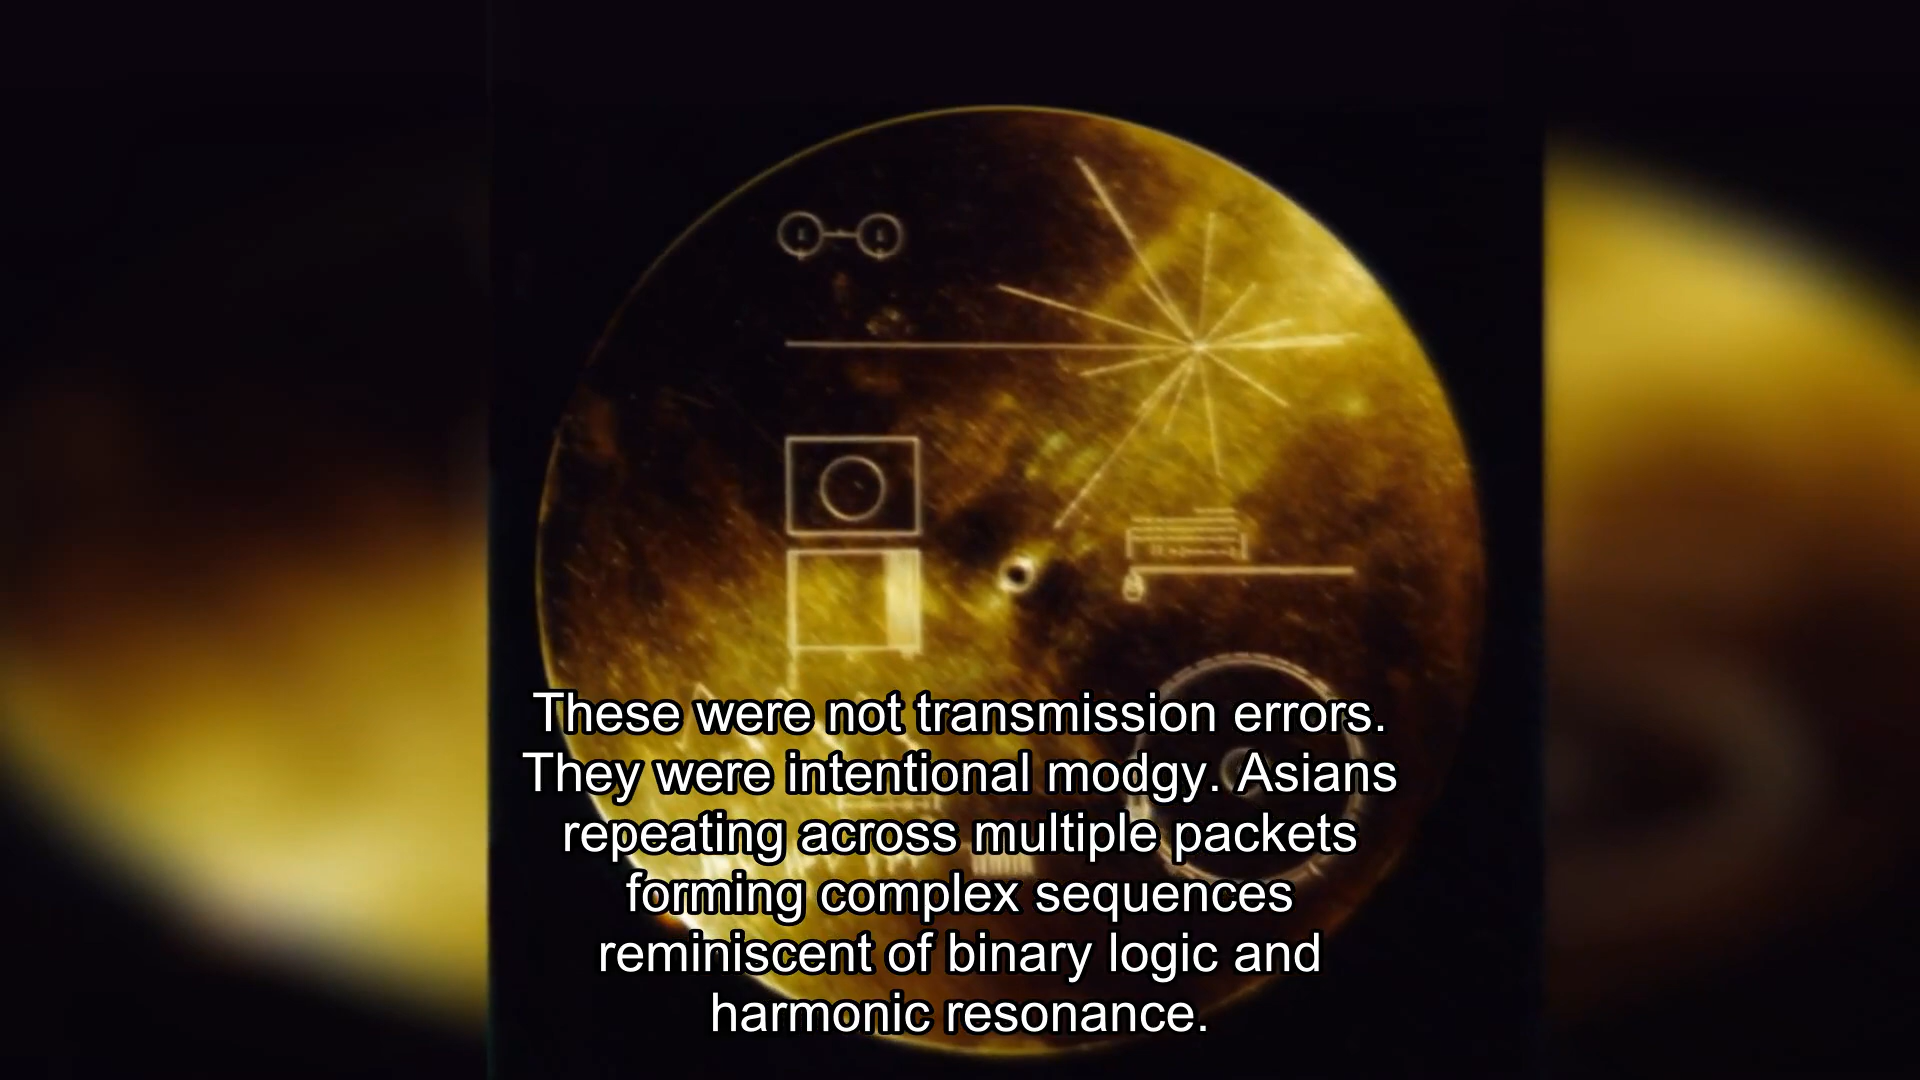 These were not transmission errors.
They were intentional modgy. Asians
repeating across multiple packets
forming complex sequences
reminiscent of binary logic and
harmonic resonance.